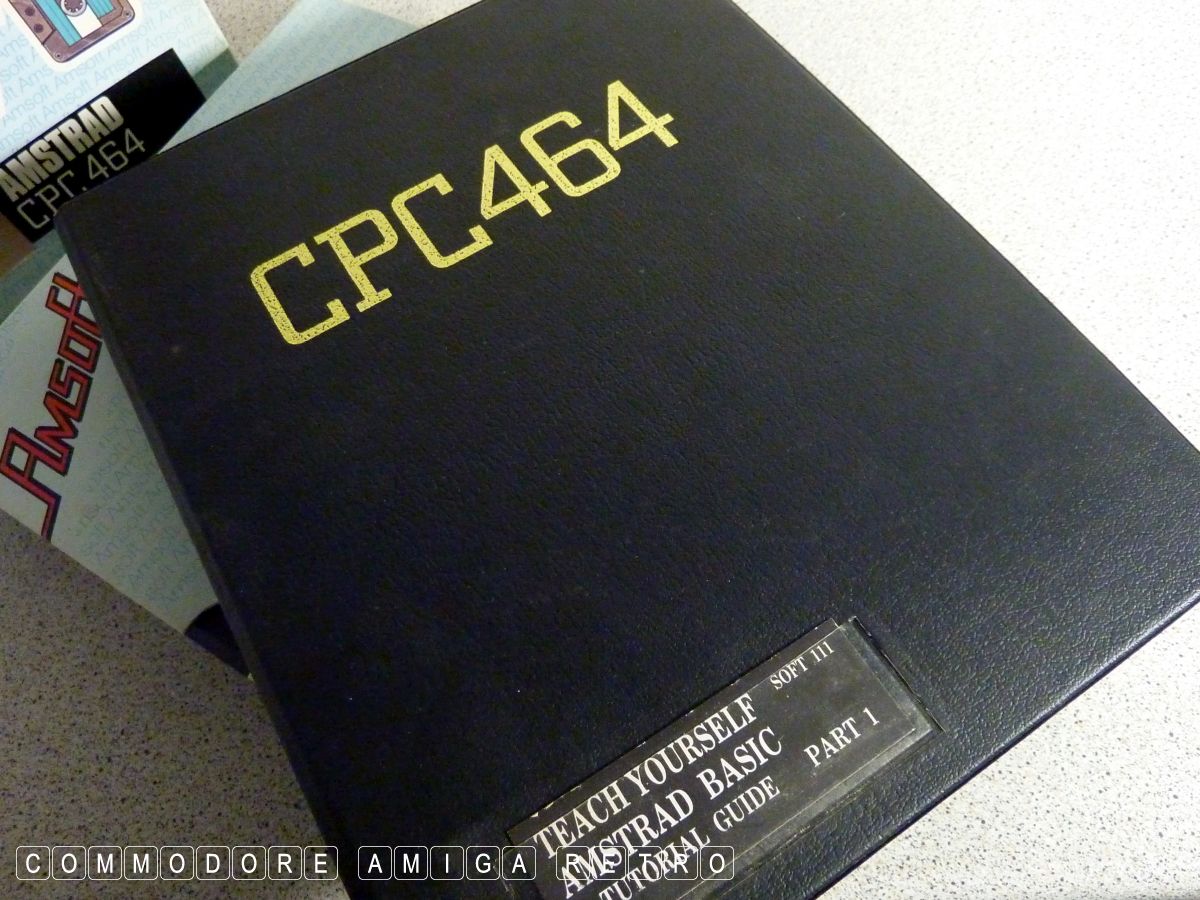 AMSTRAD
CPC 464
Amsoft
CPC464
TEACH YOURSELF SOFT 111
AMSTRAD BASIC
TUTORIAL GUIDE PART 1
COMMODORE AMIGA RETRO